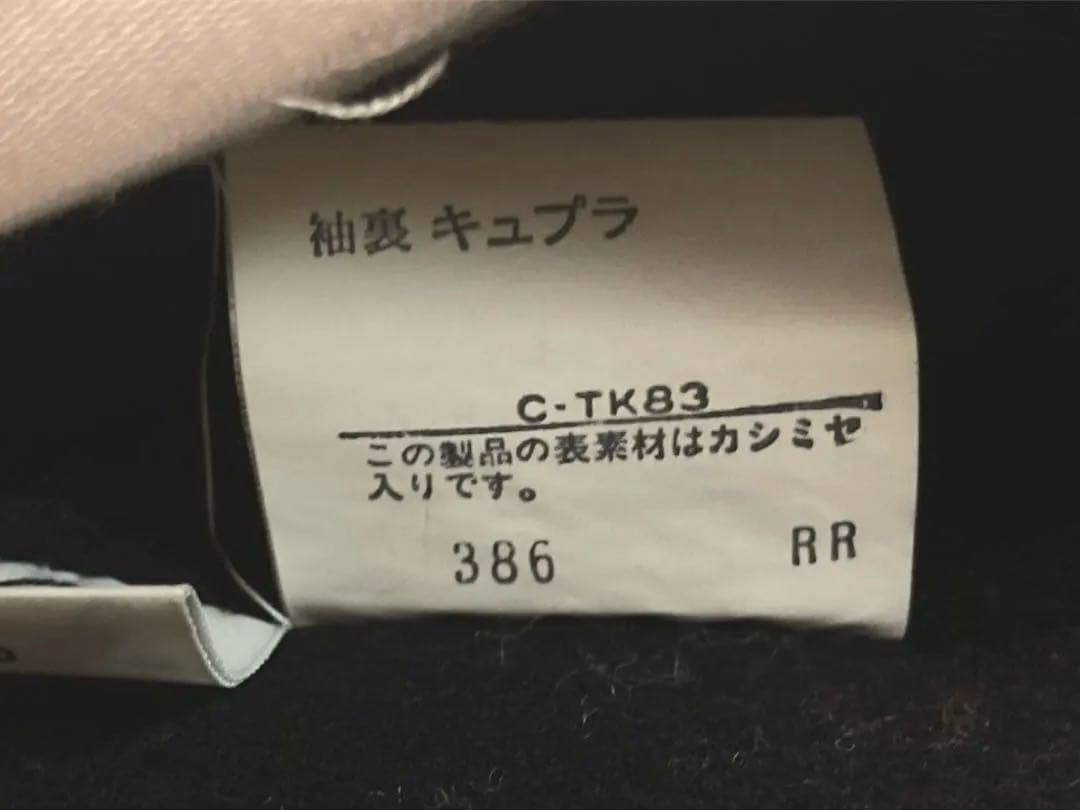 袖裏 キュプラ
C-TK83
この製品の表素材はカシミヤ
入りです。
386 RR